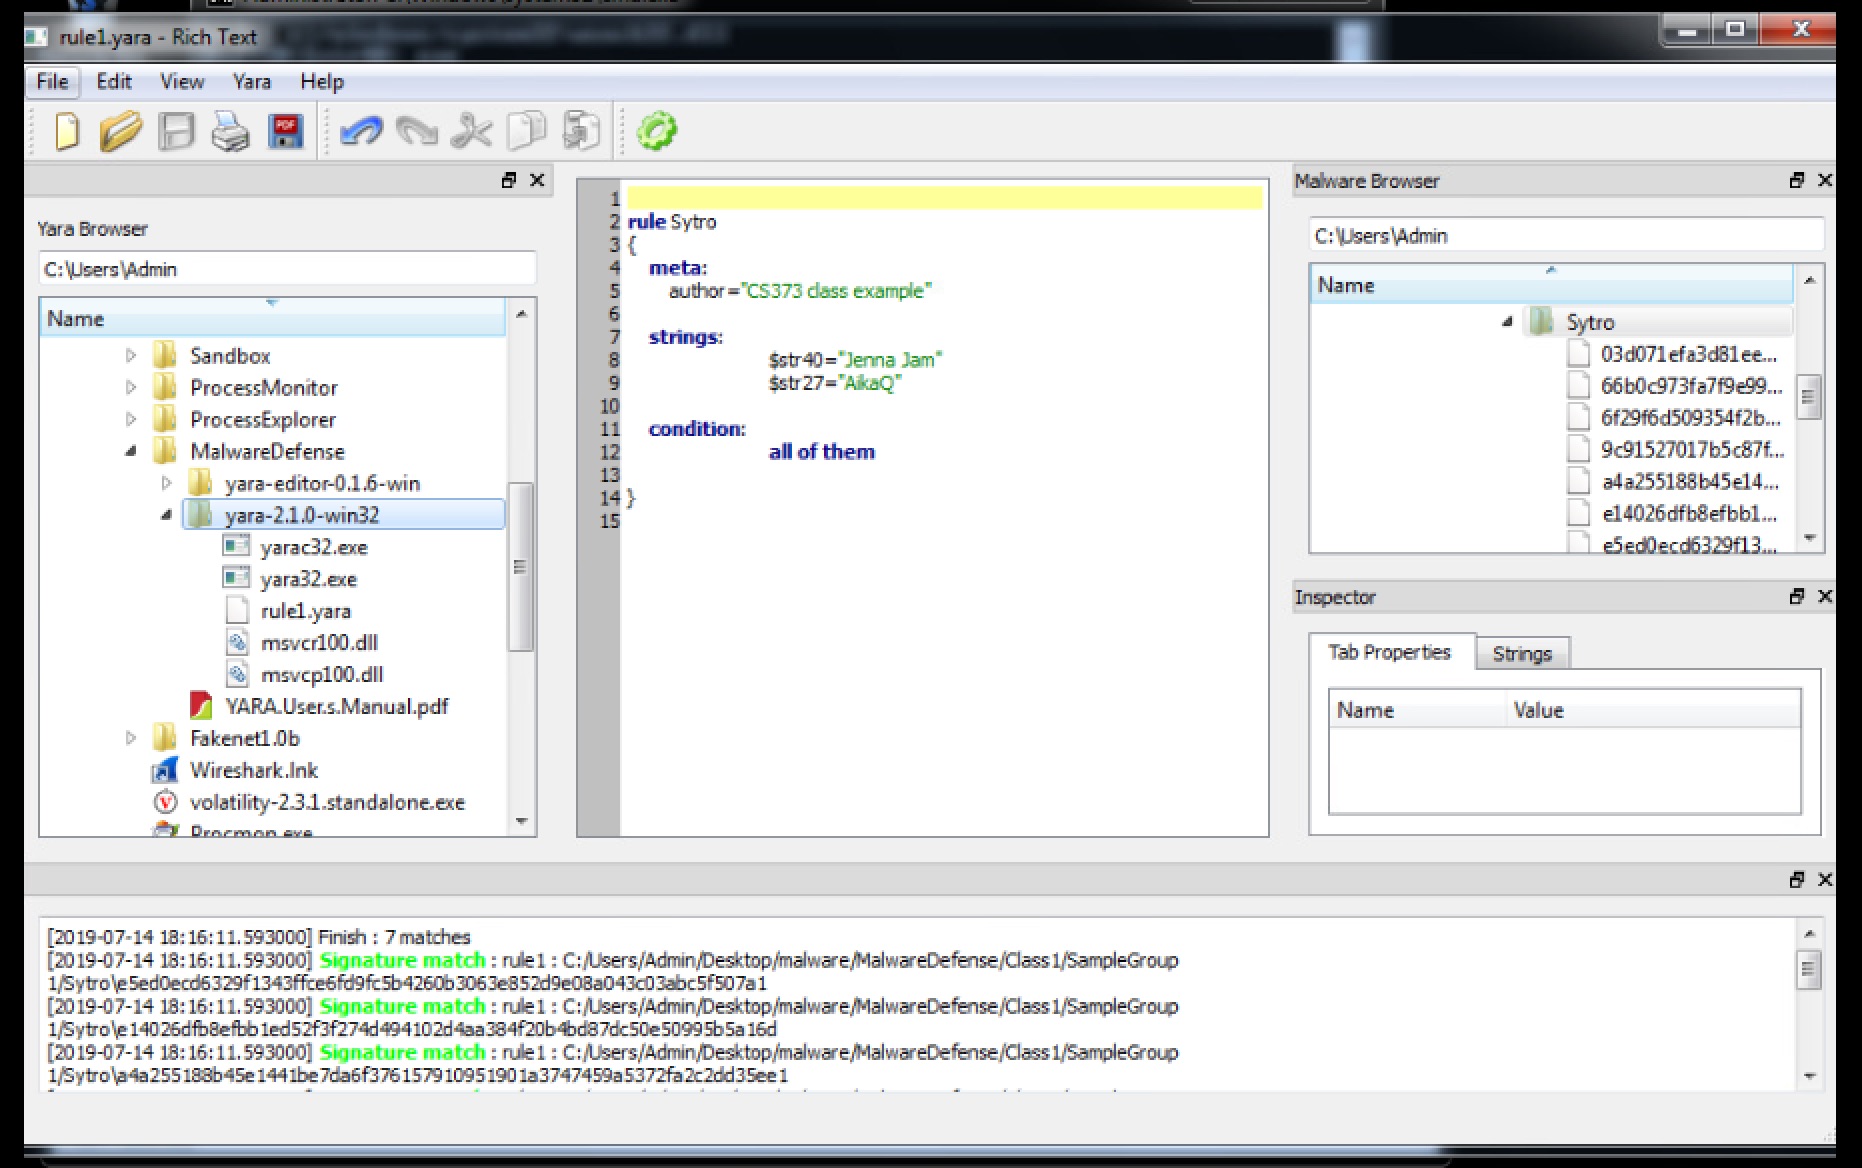 rule1.yara - Rich Text
File Edit View Yara Help
PDF
Yara Browser
C:\Users\Admin
Name
Sandbox
ProcessMonitor
ProcessExplorer
MalwareDefense
yara-editor-0.1.6-win
yara-2.1.0-win32
yarac32.exe
yara32.exe
rule1.yara
msvcr100.dll
msvcp100.dll
YARA.User.s.Manual.pdf
Fakenet1.0b
Wireshark.lnk
volatility-2.3.1.standalone.exe
Procmon.exe
1
2 rule Sytro
3 {
4 meta:
5 author="CS373 class example"
6
7 strings:
8 $str40="Jenna Jam"
9 $str27="AikaQ"
10
11 condition:
12 all of them
13
14 }
15
Malware Browser
C:\Users\Admin
Name
Sytro
03d071efa3d81ee...
66b0c973fa7f9e99...
6f29f6d509354f2b...
9c91527017b5c87f...
a4a255188b45e14...
e14026dfb8efbb1...
e5ed0ecd6329f13...
Inspector
Tab Properties Strings
Name Value
[2019-07-14 18:16:11.593000] Finish : 7 matches
[2019-07-14 18:16:11.593000] Signature match : rule1 : C:/Users/Admin/Desktop/malware/MalwareDefense/Class1/SampleGroup
1/Sytro\e5ed0ecd6329f1343ffce6fd9fc5b4260b3063e852d9e08a043c03abc5f507a1
[2019-07-14 18:16:11.593000] Signature match : rule1 : C:/Users/Admin/Desktop/malware/MalwareDefense/Class1/SampleGroup
1/Sytro\e14026dfb8efbb1ed52f3f274d494102d4aa384f20b4bd87dc50e50995b5a16d
[2019-07-14 18:16:11.593000] Signature match : rule1 : C:/Users/Admin/Desktop/malware/MalwareDefense/Class1/SampleGroup
1/Sytro\a4a255188b45e1441be7da6f376157910951901a3747459a5372fa2c2dd35ee1